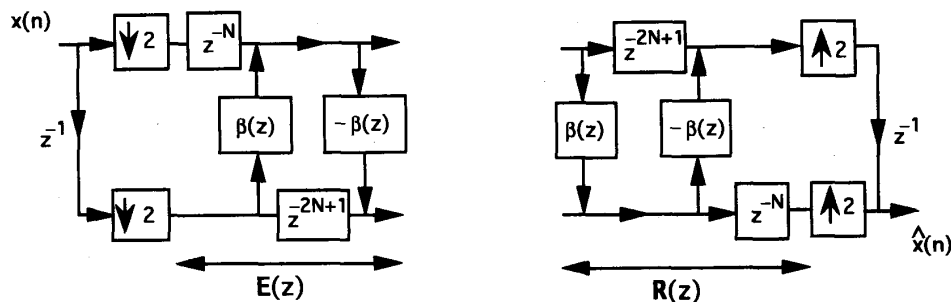 x(n)
↓ 2
z^{-N}
β(z)
-β(z)
z^{-1}
↓ 2
z^{-2N+1}
E(z)
z^{-2N+1}
↑ 2
β(z)
-β(z)
z^{-1}
z^{-N}
↑ 2
x̂(n)
R(z)